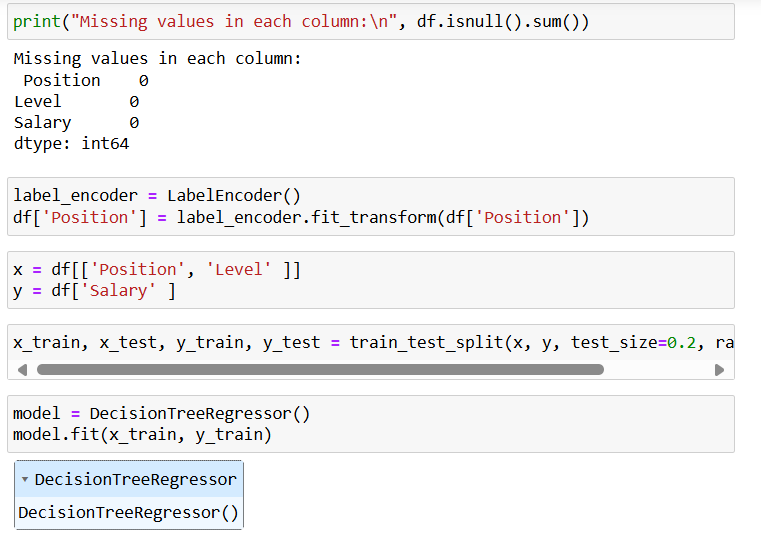 print("Missing values in each column:\n", df.isnull().sum())
Missing values in each column:
 Position    0
Level       0
Salary      0
dtype: int64
label_encoder = LabelEncoder()
df['Position'] = label_encoder.fit_transform(df['Position'])
x = df[['Position', 'Level' ]]
y = df['Salary' ]
x_train, x_test, y_train, y_test = train_test_split(x, y, test_size=0.2, ra
model = DecisionTreeRegressor()
model.fit(x_train, y_train)
DecisionTreeRegressor
DecisionTreeRegressor()